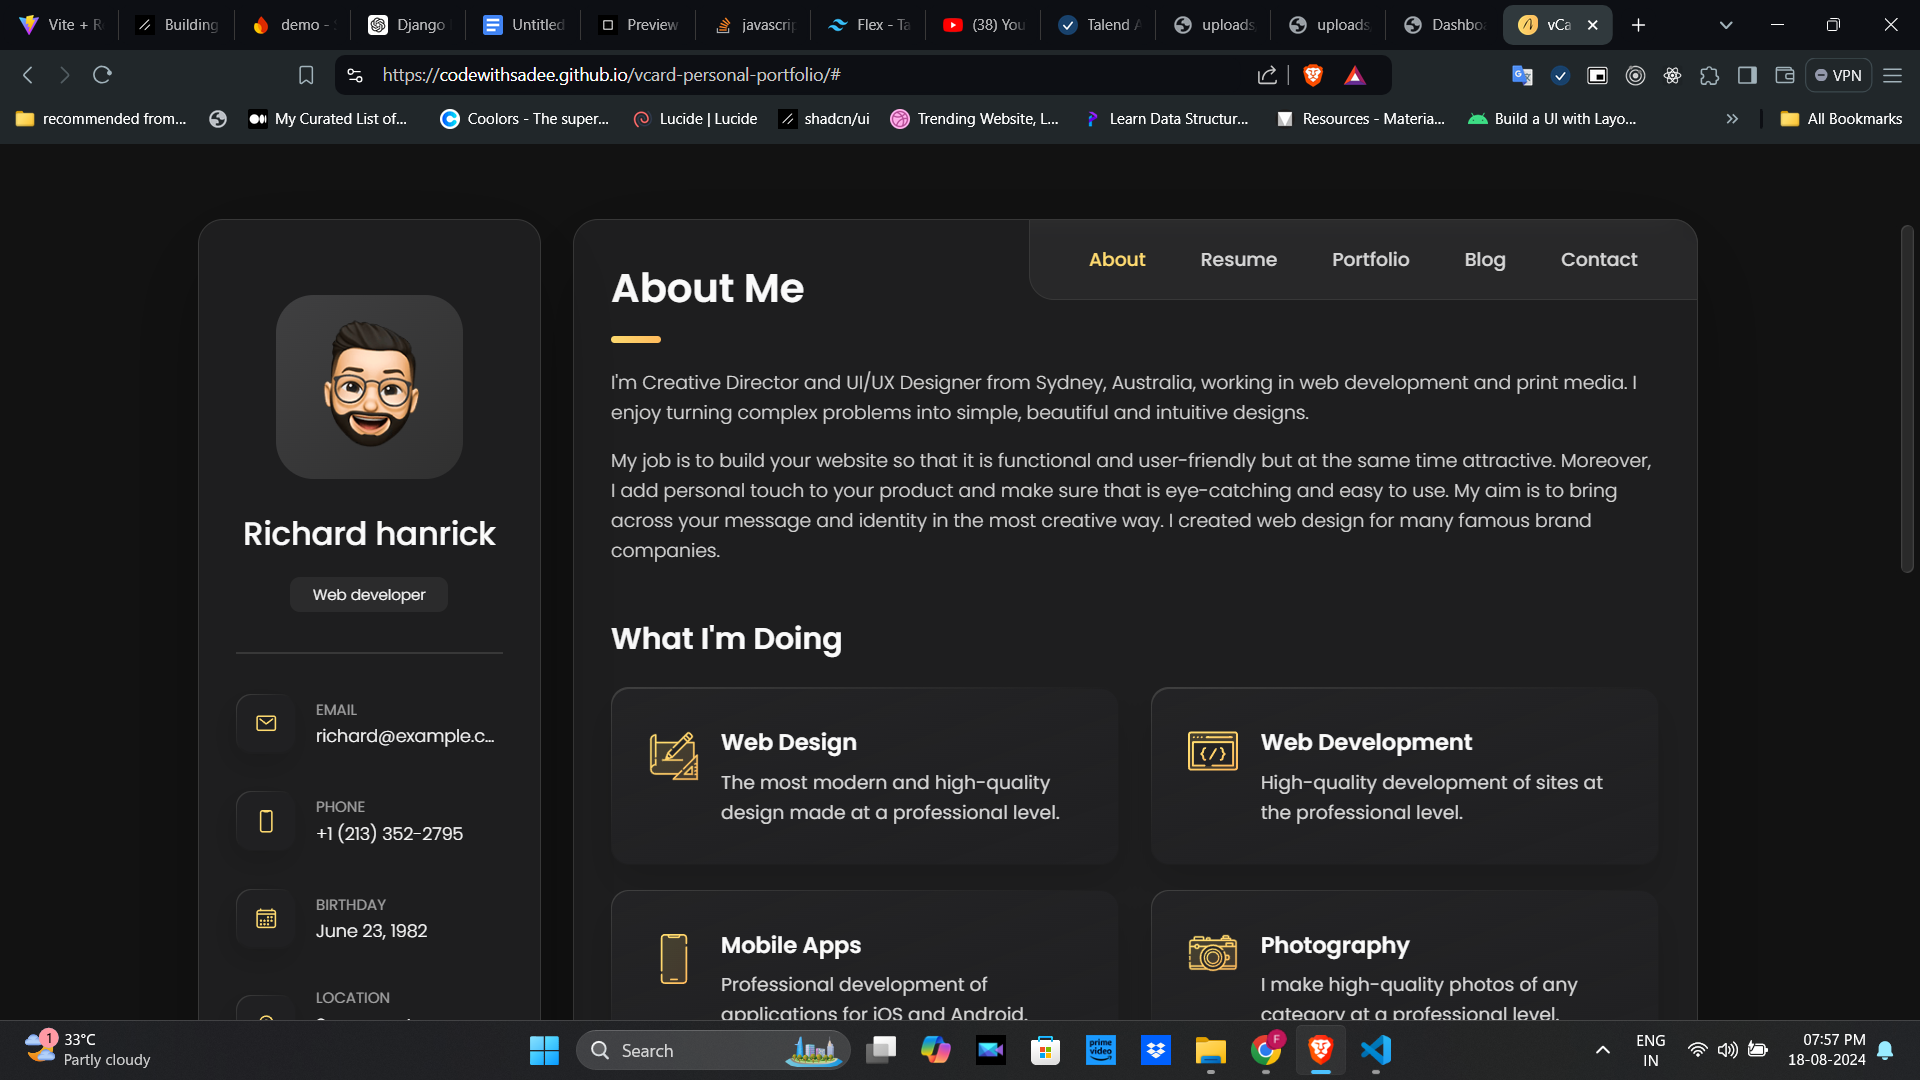 Vite + R
Building
demo -
Django
Untitled
Preview
javascrip
Flex - Ta
(38) You
Talend A
uploads
uploads
Dashbo
vCa
https://codewithsadee.github.io/vcard-personal-portfolio/#
VPN
recommended from...
My Curated List of...
Coolors - The super...
Lucide | Lucide
shadcn/ui
Trending Website, L...
Learn Data Structur...
Resources - Materia...
Build a UI with Layo...
All Bookmarks
Richard hanrick
Web developer
EMAIL
richard@example.c...
PHONE
+1 (213) 352-2795
BIRTHDAY
June 23, 1982
LOCATION
About
Resume
Portfolio
Blog
Contact
About Me
I'm Creative Director and UI/UX Designer from Sydney, Australia, working in web development and print media. I
enjoy turning complex problems into simple, beautiful and intuitive designs.
My job is to build your website so that it is functional and user-friendly but at the same time attractive. Moreover,
I add personal touch to your product and make sure that is eye-catching and easy to use. My aim is to bring
across your message and identity in the most creative way. I created web design for many famous brand
companies.
What I'm Doing
Web Design
The most modern and high-quality
design made at a professional level.
Web Development
High-quality development of sites at
the professional level.
Mobile Apps
Professional development of
applications for iOS and Android.
Photography
I make high-quality photos of any
category at a professional level.
1
33°C
Partly cloudy
Search
prime video
F
ENG
IN
07:57 PM
18-08-2024